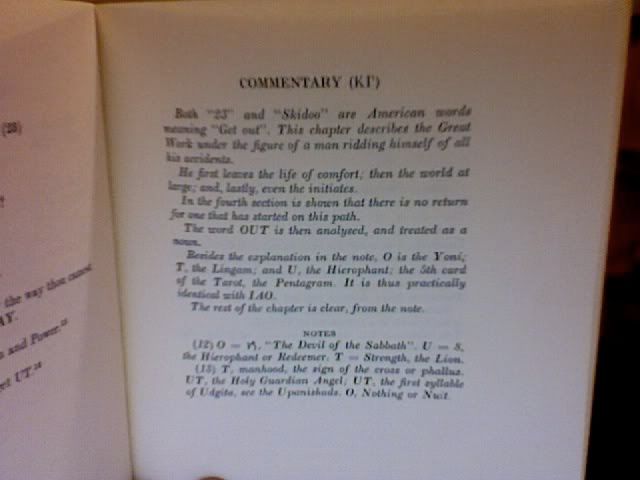 (23)
the way thou canst
AY.
s and Power.
get UT.
COMMENTARY (ΚΓ)
Both "23" and "Skidoo" are American words
meaning "Get out". This chapter describes the Great
Work under the figure of a man ridding himself of all
his accidents.
He first leaves the life of comfort; then the world at
large; and, lastly, even the initiates.
In the fourth section is shown that there is no return
for one that has started on this path.
The word OUT is then analysed, and treated as a
noun.
Besides the explanation in the note, O is the Yoni;
T, the Lingam; and U, the Hierophant; the 5th card
of the Tarot, the Pentagram. It is thus practically
identical with IAO.
The rest of the chapter is clear, from the note.
NOTES
(12) O = "The Devil of the Sabbath". U = 8,
the Hierophant or Redeemer. T = Strength, the Lion.
(13) T, manhood, the sign of the cross or phallus.
UT, the Holy Guardian Angel; UT, the first syllable
of Udgita, see the Upanishads. O, Nothing or Nuit.